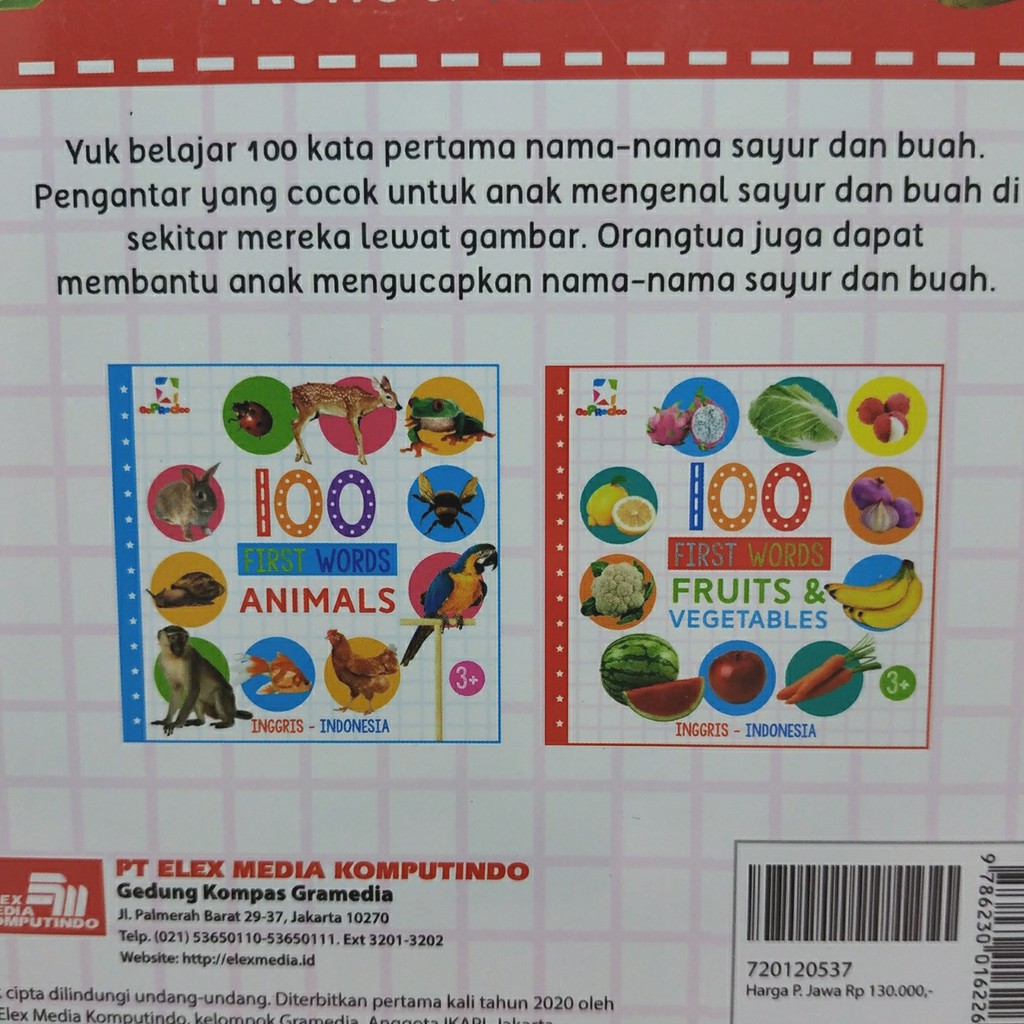 Yuk belajar 100 kata pertama nama-nama sayur dan buah.
Pengantar yang cocok untuk anak mengenal sayur dan buah di
sekitar mereka lewat gambar. Orangtua juga dapat
membantu anak mengucapkan nama-nama sayur dan buah.
100
FIRST WORDS
ANIMALS
3+
INGGRIS - INDONESIA
100
FIRST WORDS
FRUITS &
VEGETABLES
3+
INGGRIS - INDONESIA
PT ELEX MEDIA KOMPUTINDO
Gedung Kompas Gramedia
Jl. Palmerah Barat 29-37, Jakarta 10270
Telp. (021) 53650110-53650111. Ext 3201-3202
Website: http://elexmedia.id
cipta dilindungi undang-undang. Diterbitkan pertama kali tahun 2020 oleh
Elex Media Komputindo, kelompok Gramedia, Anggota IKAPI, Jakarta
720120537
Harga P. Jawa Rp 130.000,-
9 786230 016226